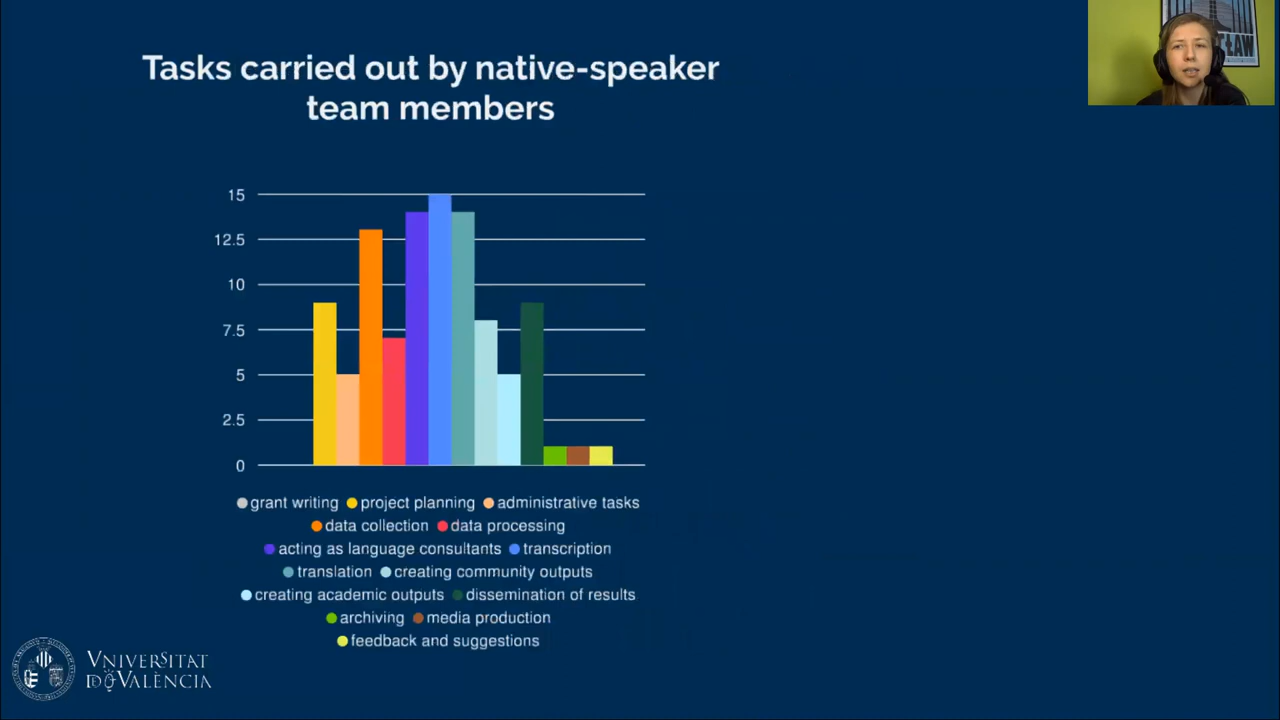 Tasks carried out by native-speaker
team members
15
12.5
10
7.5
5
2.5
0
grant writing project planning administrative tasks
data collection data processing
acting as language consultants transcription
translation creating community outputs
creating academic outputs dissemination of results
archiving media production
feedback and suggestions
VNIVERSITAT
DE VALÈNCIA